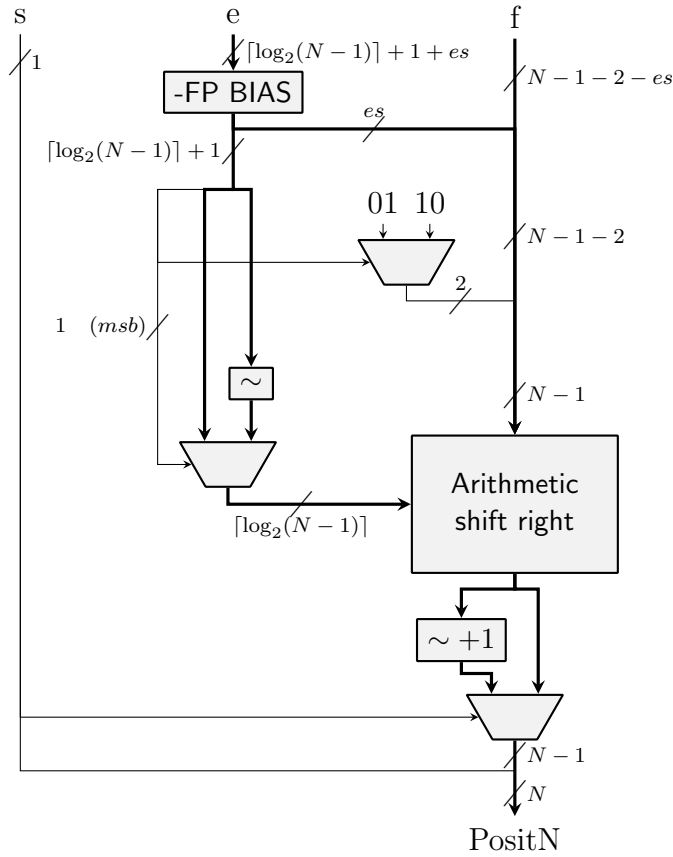 s e f
1
⌈log₂(N − 1)⌉ + 1 + es
N − 1 − 2 − es
-FP BIAS
es
⌈log₂(N − 1)⌉ + 1
01 10
N − 1 − 2
2
1 (msb)
∼
N − 1
Arithmetic
shift right
⌈log₂(N − 1)⌉
∼ +1
N − 1
N
PositN